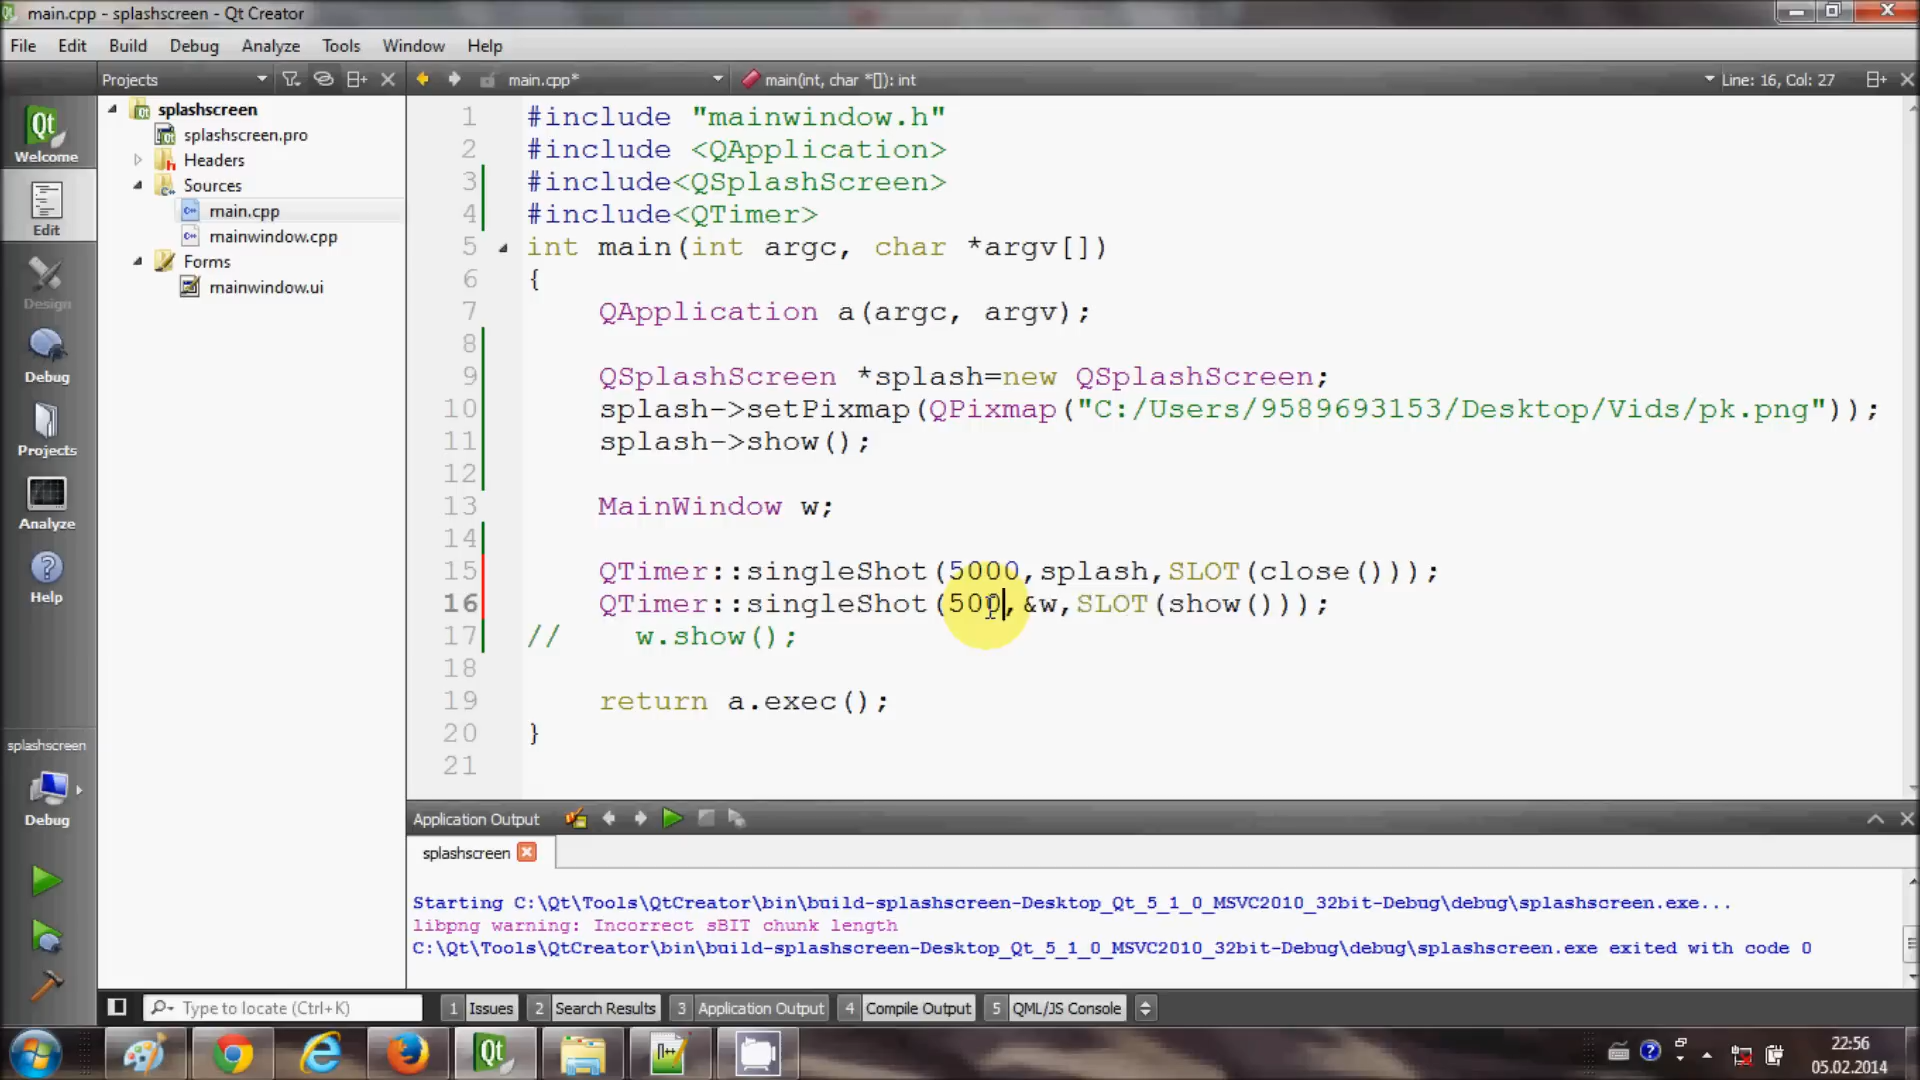 main.cpp - splashscreen - Qt Creator
File Edit Build Debug Analyze Tools Window Help
Projects main.cpp* main(int, char *[]): int Line: 16, Col: 27
Qt
Welcome
Edit
Design
Debug
Projects
Analyze
Help
splashscreen
Debug
splashscreen
splashscreen.pro
Headers
Sources
main.cpp
mainwindow.cpp
Forms
mainwindow.ui
1 #include "mainwindow.h"
2 #include <QApplication>
3 #include<QSplashScreen>
4 #include<QTimer>
5 int main(int argc, char *argv[])
6 {
7 QApplication a(argc, argv);
8
9 QSplashScreen *splash=new QSplashScreen;
10 splash->setPixmap(QPixmap("C:/Users/9589693153/Desktop/Vids/pk.png"));
11 splash->show();
12
13 MainWindow w;
14
15 QTimer::singleShot(5000,splash,SLOT(close()));
16 QTimer::singleShot(500,&w,SLOT(show()));
17 // w.show();
18
19 return a.exec();
20 }
21
Application Output
splashscreen
Starting C:\Qt\Tools\QtCreator\bin\build-splashscreen-Desktop_Qt_5_1_0_MSVC2010_32bit-Debug\debug\splashscreen.exe...
libpng warning: Incorrect sBIT chunk length
C:\Qt\Tools\QtCreator\bin\build-splashscreen-Desktop_Qt_5_1_0_MSVC2010_32bit-Debug\debug\splashscreen.exe exited with code 0
Type to locate (Ctrl+K) 1 Issues 2 Search Results 3 Application Output 4 Compile Output 5 QML/JS Console
Qt
22:56
05.02.2014